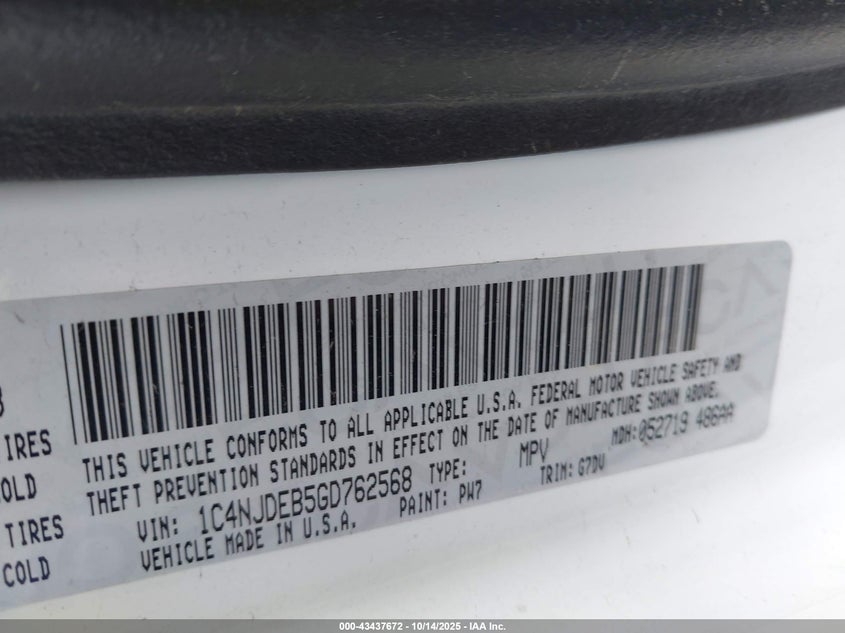 IRES
OLD
TIRES
COLD
THIS VEHICLE CONFORMS TO ALL APPLICABLE U.S.A. FEDERAL MOTOR VEHICLE SAFETY AND
THEFT PREVENTION STANDARDS IN EFFECT ON THE DATE OF MANUFACTURE SHOWN ABOVE.
VIN: 1C4NJDEB5GD762568 TYPE: MPV MDH: 052719 486AA
VEHICLE MADE IN U.S.A. PAINT: PW7 TRIM: G7DV
000-43437672 - 10/14/2025 - IAA Inc.